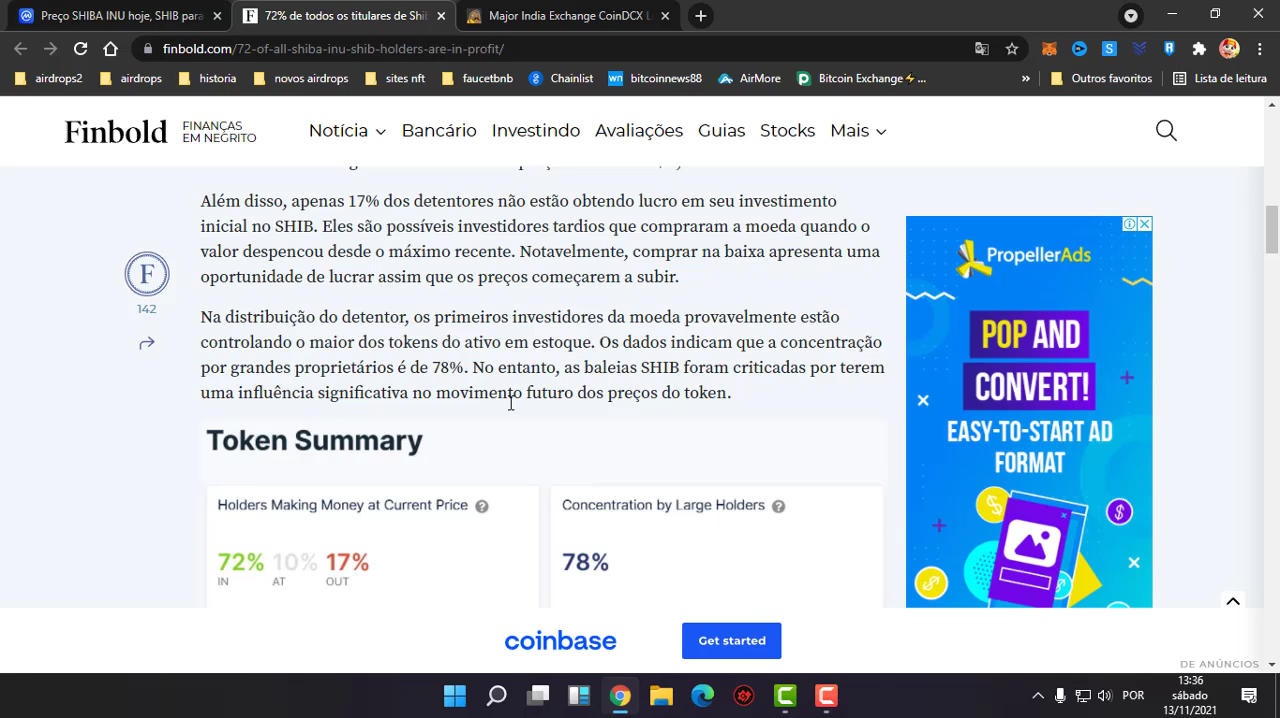 Preço SHIBA INU hoje, SHIB para
72% de todos os titulares de Shi
Major India Exchange CoinDCX L
finbold.com/72-of-all-shiba-inu-shib-holders-are-in-profit/
airdrops2 airdrops historia novos airdrops sites nft faucetbnb Chainlist bitcoinnews88 AirMore Bitcoin Exchange⚡... » Outros favoritos Lista de leitura
Finbold FINANÇAS
EM NEGRITO
Notícia Bancário Investindo Avaliações Guias Stocks Mais
Além disso, apenas 17% dos detentores não estão obtendo lucro em seu investimento
inicial no SHIB. Eles são possíveis investidores tardios que compraram a moeda quando o
valor despencou desde o máximo recente. Notavelmente, comprar na baixa apresenta uma
oportunidade de lucrar assim que os preços começarem a subir.
F
142
Na distribuição do detentor, os primeiros investidores da moeda provavelmente estão
controlando o maior dos tokens do ativo em estoque. Os dados indicam que a concentração
por grandes proprietários é de 78%. No entanto, as baleias SHIB foram criticadas por terem
uma influência significativa no movimento futuro dos preços do token.
Token Summary
Holders Making Money at Current Price ?
72% 10% 17%
IN AT OUT
Concentration by Large Holders ?
78%
PropellerAds
POP AND
CONVERT!
EASY-TO-START AD
FORMAT
coinbase
Get started
DE ANÚNCIOS
POR
13:36
sábado
13/11/2021